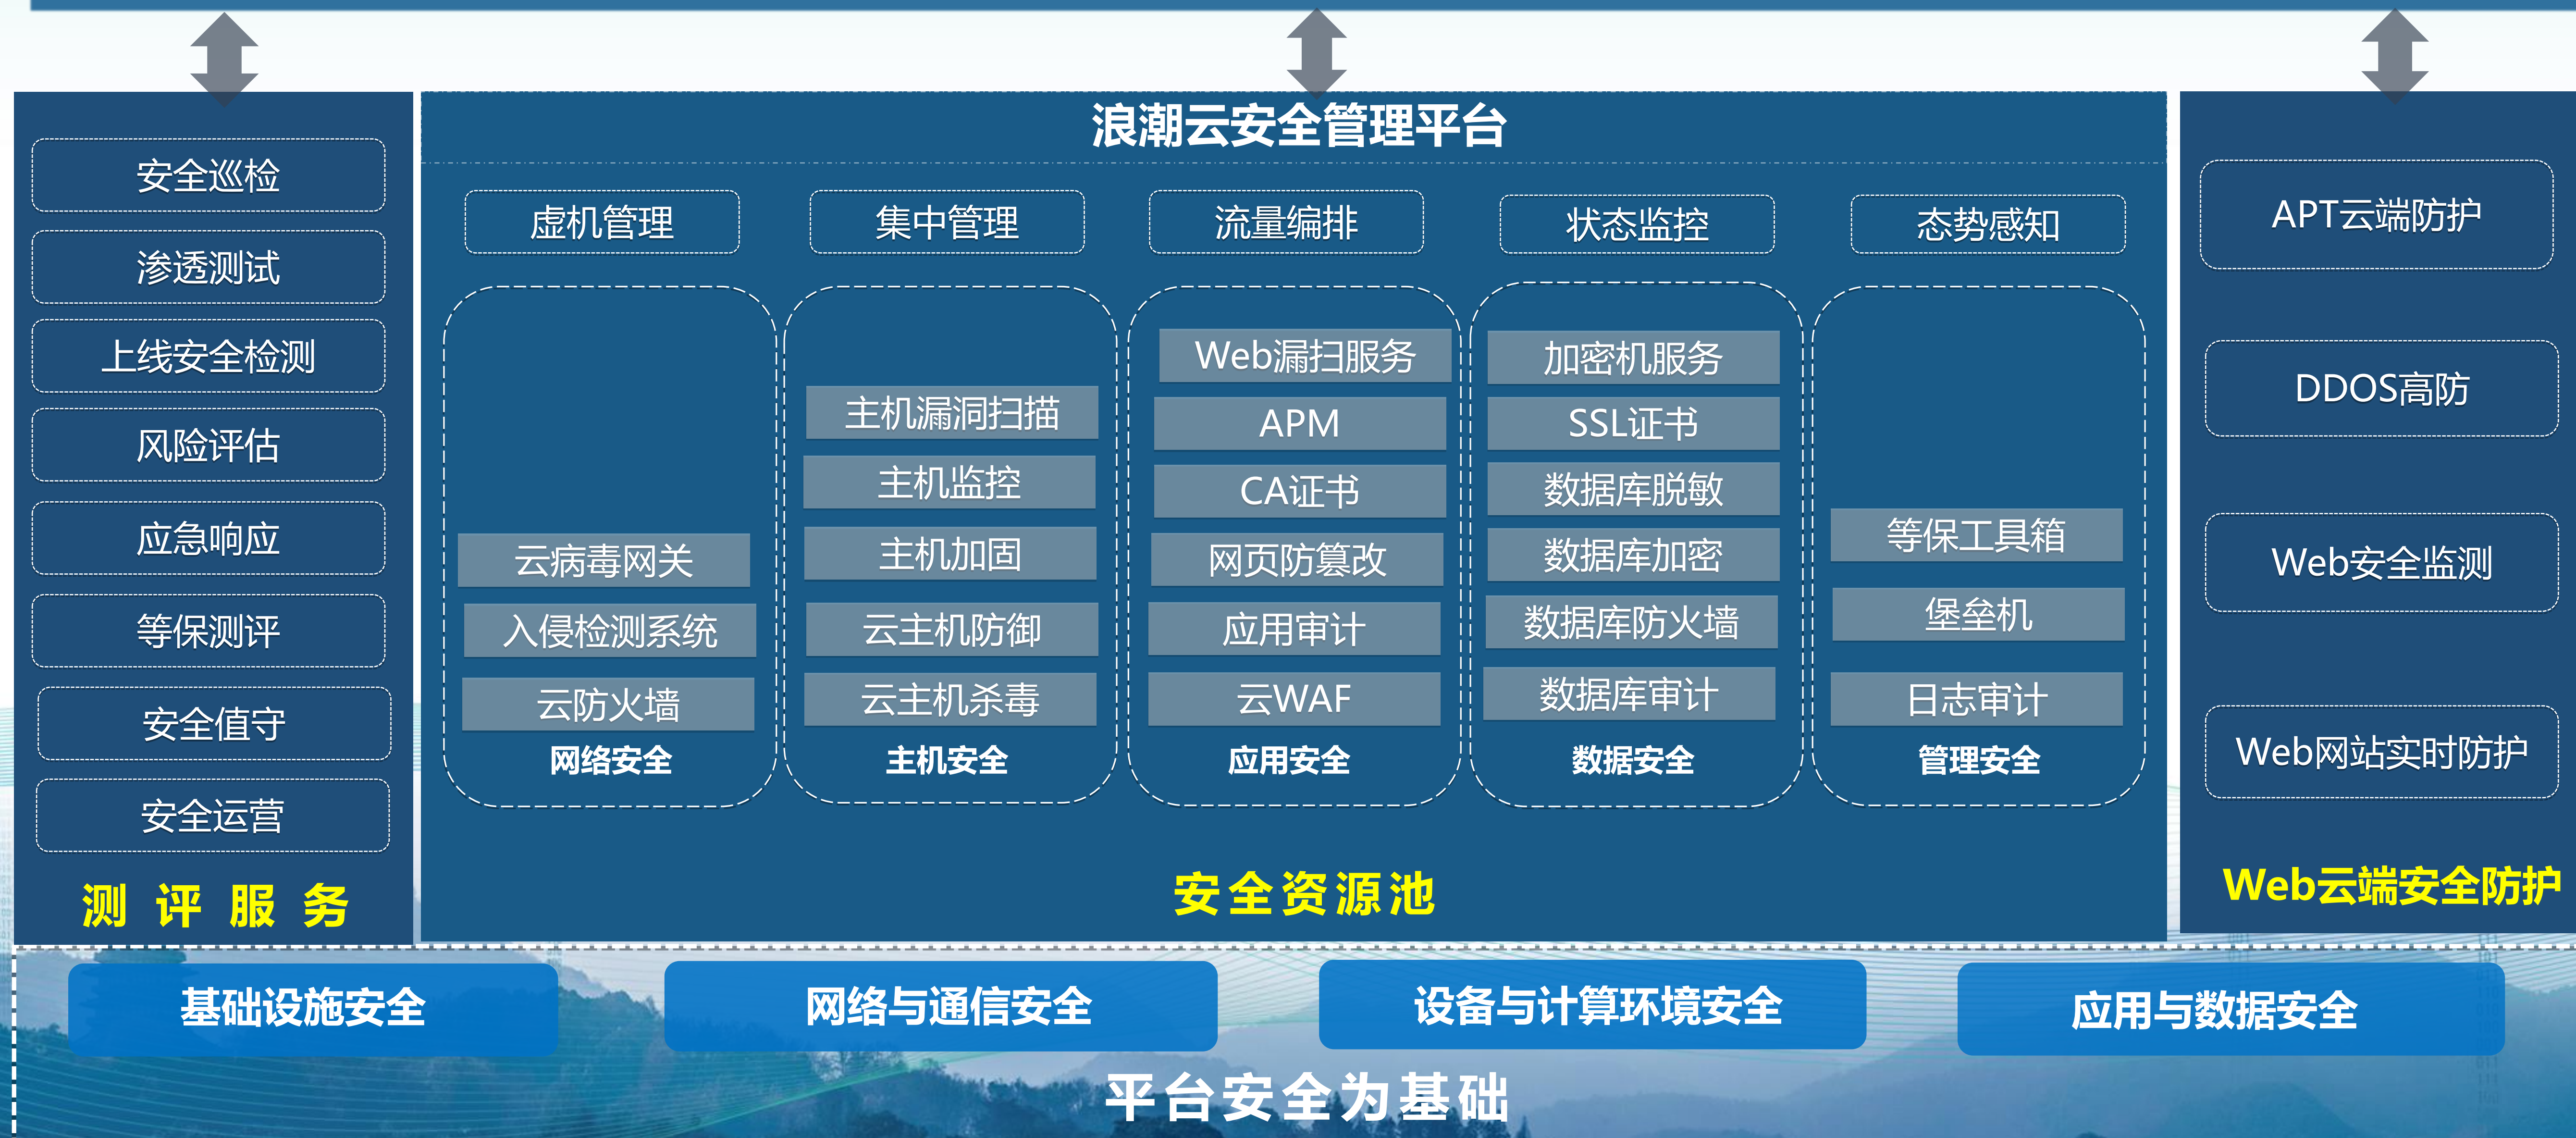 安全巡检
渗透测试
上线安全检测
风险评估
应急响应
等保测评
安全值守
安全运营
测评服务
浪潮云安全管理平台
虚机管理
集中管理
流量编排
状态监控
态势感知
云病毒网关
入侵检测系统
云防火墙
网络安全
主机漏洞扫描
主机监控
主机加固
云主机防御
云主机杀毒
主机安全
Web漏扫服务
APM
CA证书
网页防篡改
应用审计
云WAF
应用安全
加密机服务
SSL证书
数据库脱敏
数据库加密
数据库防火墙
数据库审计
数据安全
等保工具箱
堡垒机
日志审计
管理安全
安全资源池
APT云端防护
DDOS高防
Web安全监测
Web网站实时防护
Web云端安全防护
基础设施安全
网络与通信安全
设备与计算环境安全
应用与数据安全
平台安全为基础